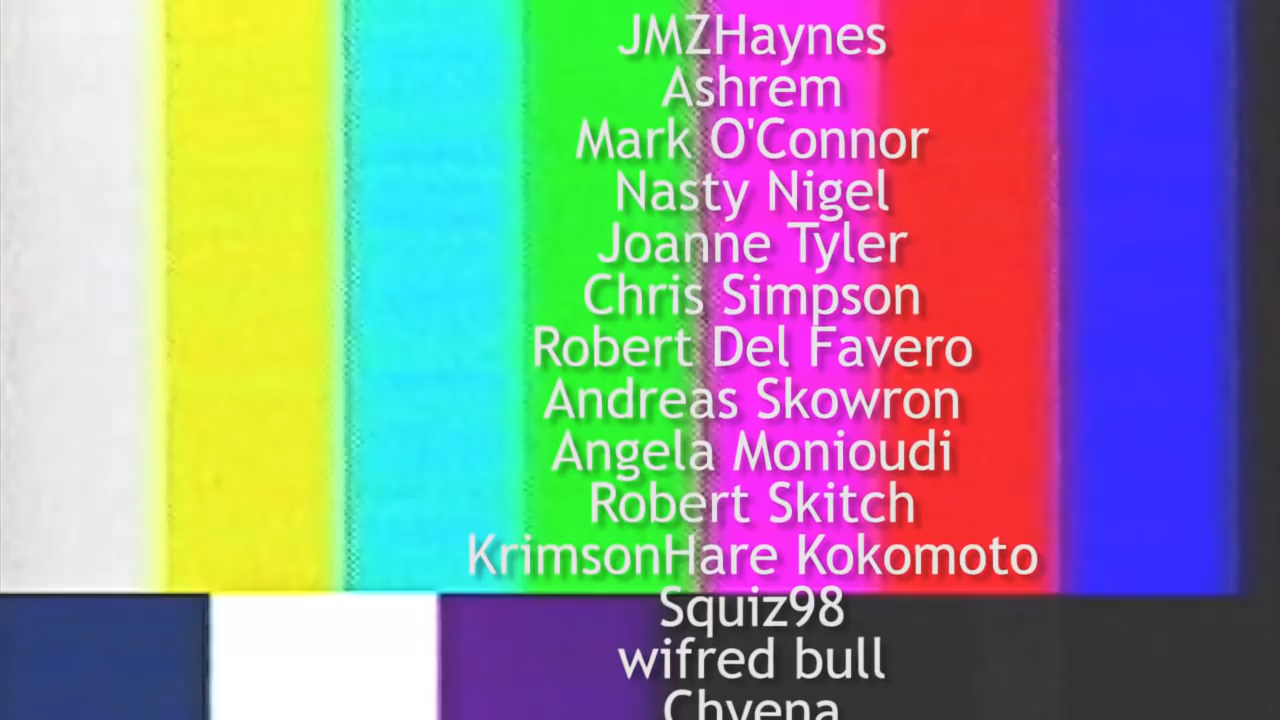 JMZHaynes
Ashrem
Mark O'Connor
Nasty Nigel
Joanne Tyler
Chris Simpson
Robert Del Favero
Andreas Skowron
Angela Monioudi
Robert Skitch
KrimsonHare Kokomoto
Squiz98
wifred bull